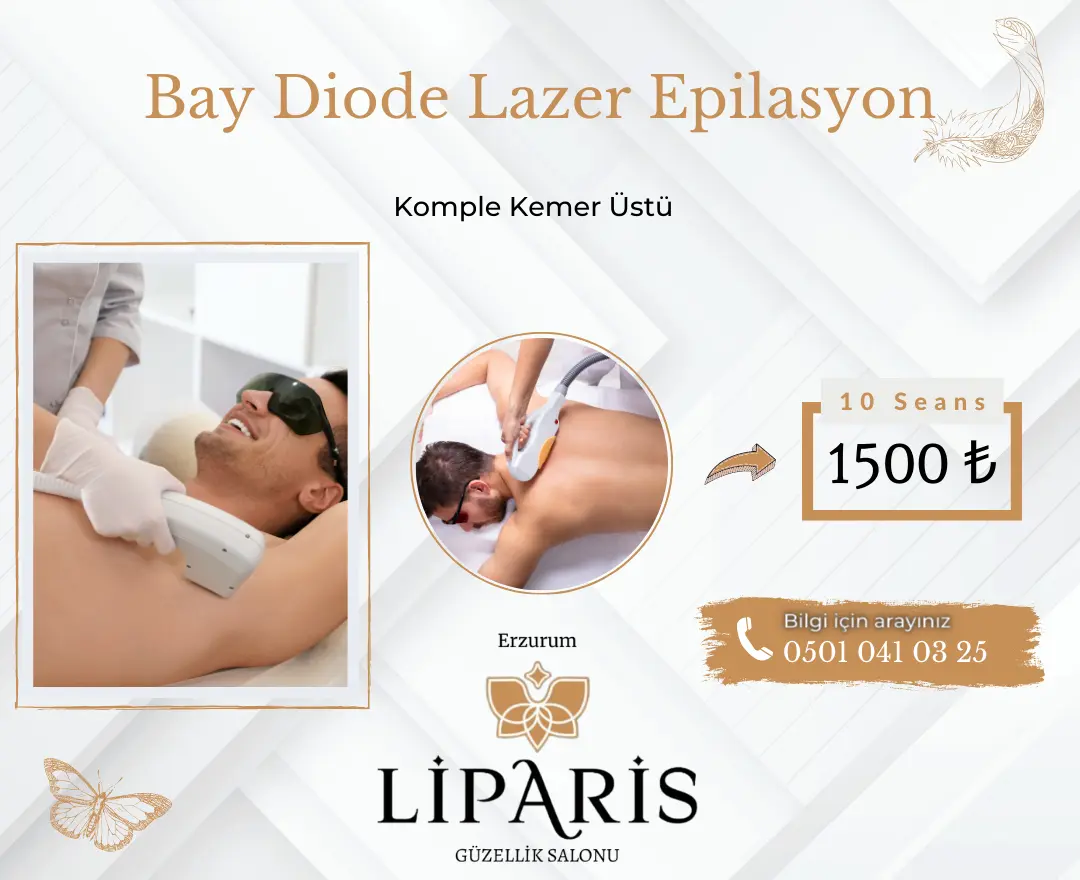 Bay Diode Lazer Epilasyon
Komple Kemer Üstü
10 Seans
1500 ₺
Bilgi için arayınız
0501 041 03 25
Erzurum
LİPARİS
GÜZELLİK SALONU